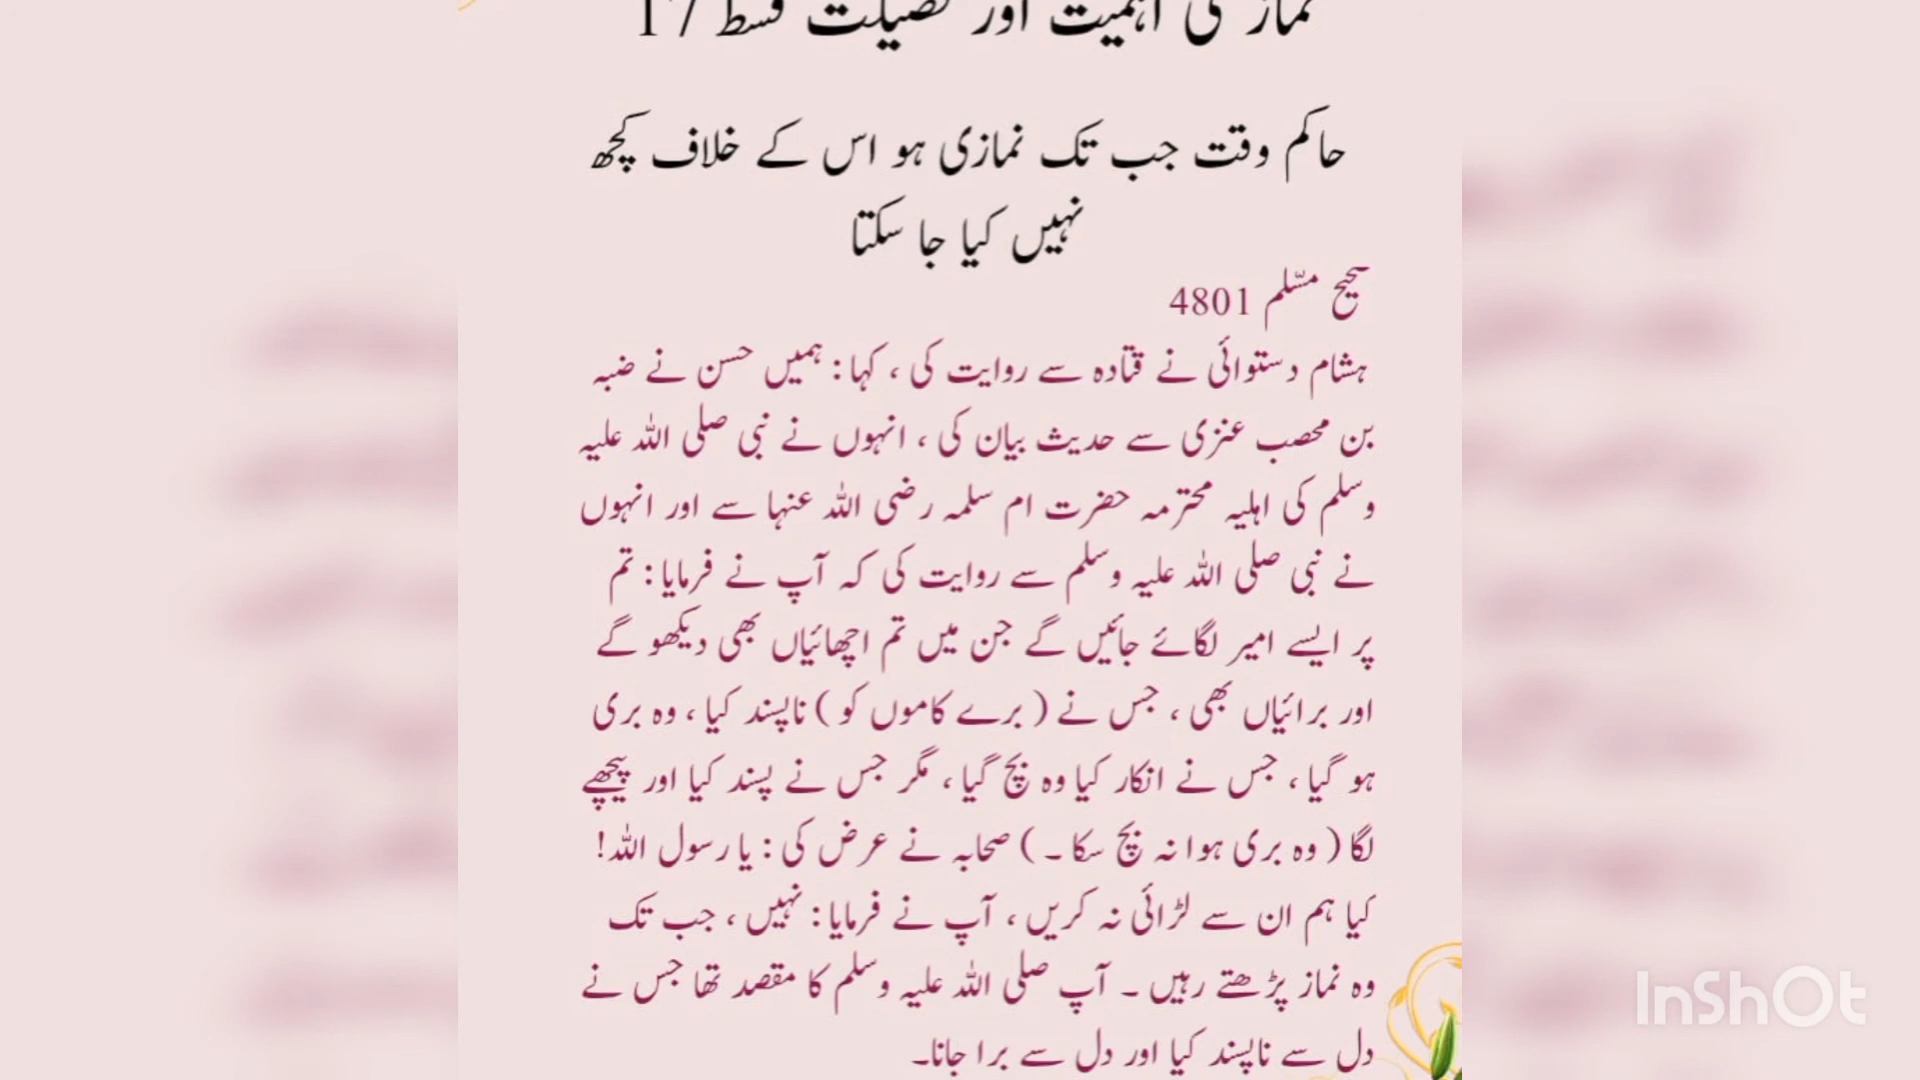 نماز کی اہمیت اور فضیلت قسط 17
حاکم وقت جب تک نمازی ہو اس کے خلاف کچھ
نہیں کیا جا سکتا
صحیح مسلم 4801
ہشام دستوائی نے قتادہ سے روایت کی ، کہا : ہمیں حسن نے ضبہ
بن محصب عنزی سے حدیث بیان کی ، انہوں نے نبی صلی اللہ علیہ
وسلم کی اہلیہ محترمہ حضرت ام سلمہ رضی اللہ عنہا سے اور انہوں
نے نبی صلی اللہ علیہ وسلم سے روایت کی کہ آپ نے فرمایا : تم
پر ایسے امیر لگائے جائیں گے جن میں تم اچھائیاں بھی دیکھو گے
اور برائیاں بھی ، جس نے ( برے کاموں کو ) ناپسند کیا ، وہ بری
ہو گیا ، جس نے انکار کیا وہ بچ گیا ، مگر جس نے پسند کیا اور پیچھے
لگا ( وہ بری ہوا نہ بچ سکا ۔ ) صحابہ نے عرض کی : یا رسول اللہ !
کیا ہم ان سے لڑائی نہ کریں ، آپ نے فرمایا : نہیں ، جب تک
وہ نماز پڑھتے رہیں ۔ آپ صلی اللہ علیہ وسلم کا مقصد تھا جس نے
دل سے ناپسند کیا اور دل سے برا جانا۔
InShOt